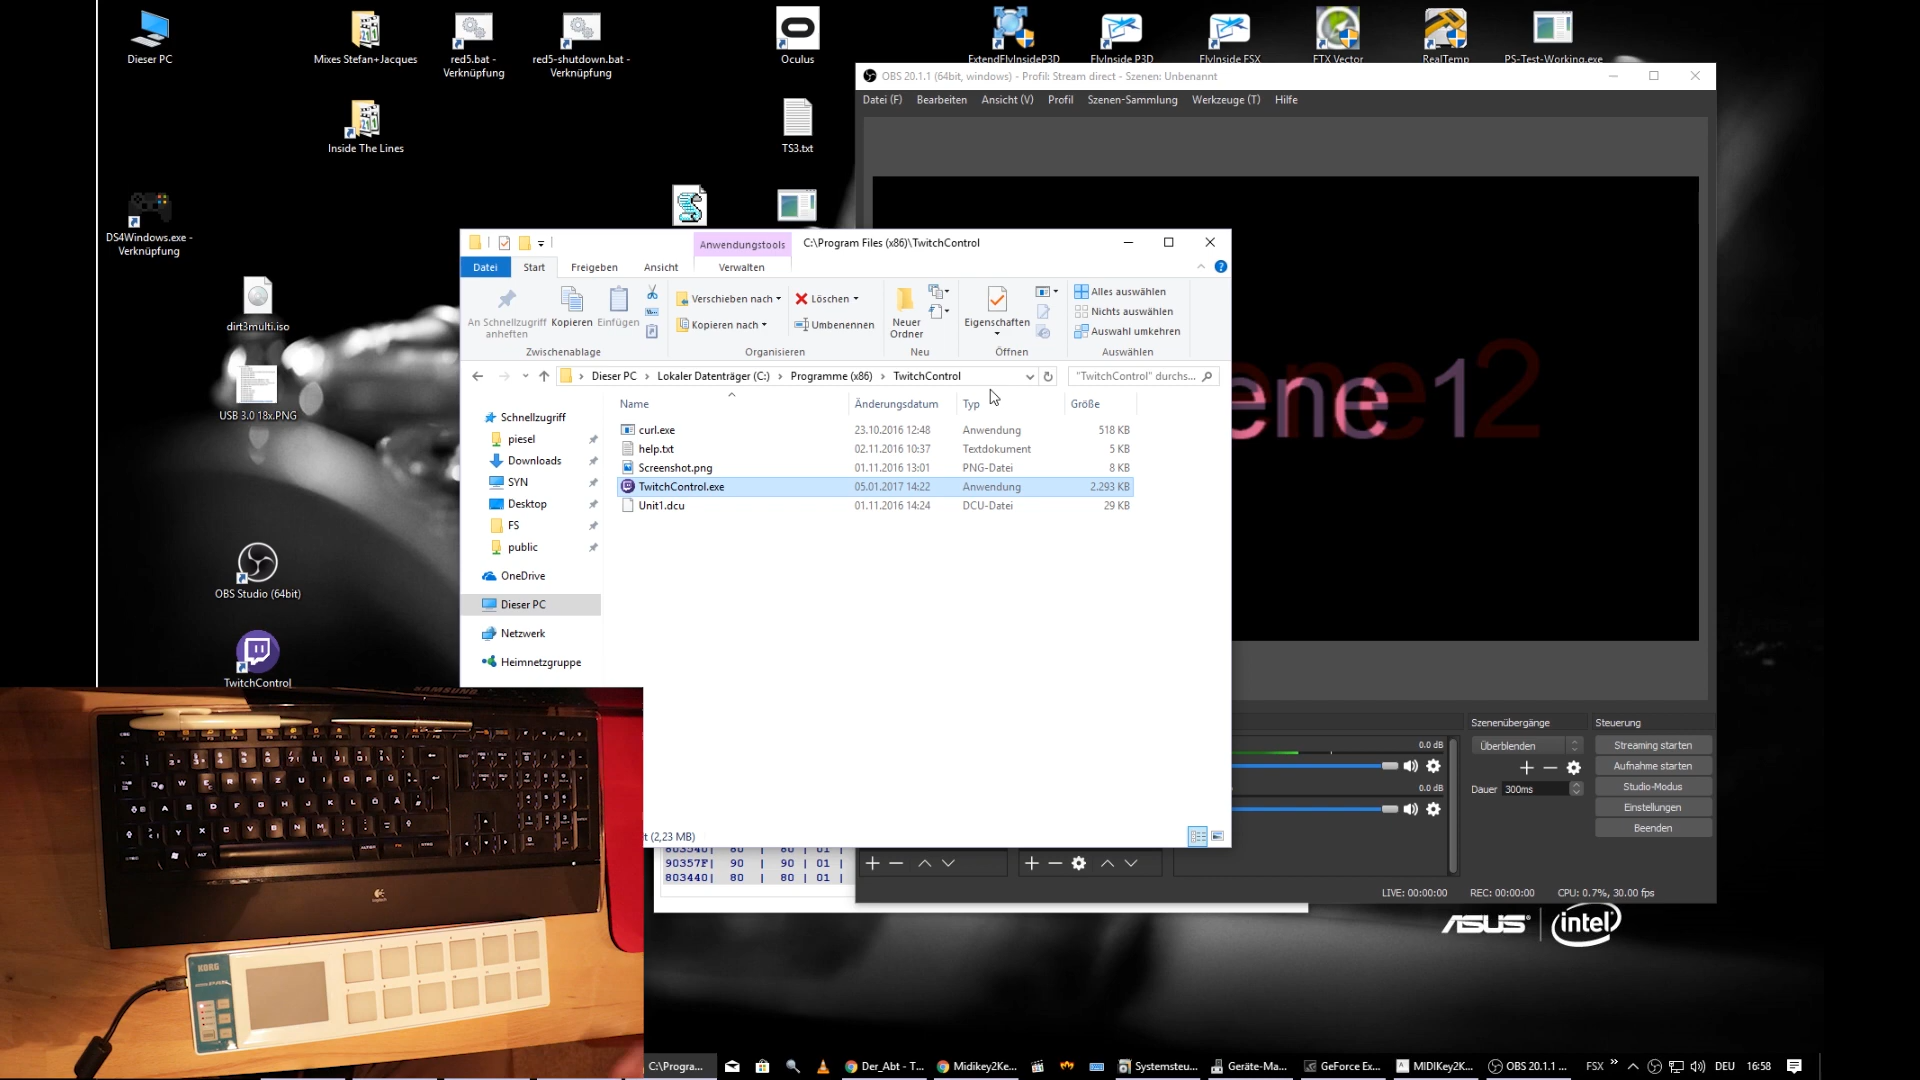 Dieser PC
Mixes Stefan+Jacques
red5.bat -
Verknüpfung
red5-shutdown.bat -
Verknüpfung
Oculus
ExtendFlyInsideP3D
FlyInside P3D
FlyInside FSX
FTX Vector
RealTemp
PS-Test-Working.exe
OBS 20.1.1 (64bit, windows) - Profil: Stream direct - Szenen: Unbenannt
Datei (F)
Bearbeiten
Ansicht (V)
Profil
Szenen-Sammlung
Werkzeuge (T)
Hilfe
Inside The Lines
TS3.txt
DS4Windows.exe -
Verknüpfung
dirt3multi.iso
USB 3.0 18x.PNG
OBS Studio (64bit)
TwitchControl
Anwendungstools
C:\Program Files (x86)\TwitchControl
Datei
Start
Freigeben
Ansicht
Verwalten
An Schnellzugriff
anheften
Kopieren
Einfügen
Verschieben nach
Kopieren nach
Löschen
Umbenennen
Neuer
Ordner
Eigenschaften
Alles auswählen
Nichts auswählen
Auswahl umkehren
Zwischenablage
Organisieren
Neu
Öffnen
Auswählen
Dieser PC
Lokaler Datenträger (C:)
Programme (x86)
TwitchControl
"TwitchControl" durchs...
Name
Änderungsdatum
Typ
Größe
curl.exe 23.10.2016 12:48 Anwendung 518 KB
help.txt 02.11.2016 10:37 Textdokument 5 KB
Screenshot.png 01.11.2016 13:01 PNG-Datei 8 KB
TwitchControl.exe 05.01.2017 14:22 Anwendung 2.293 KB
Unit1.dcu 01.11.2016 14:24 DCU-Datei 29 KB
Schnellzugriff
piesel
Downloads
SYN
Desktop
FS
public
OneDrive
Dieser PC
Netzwerk
Heimnetzgruppe
t (2,23 MB)
ene 12
803540| 80 | 80 | 01 |
90357F| 90 | 90 | 01 |
803440| 80 | 80 | 01 |
0.0 dB
0.0 dB
Szenenübergänge
Überblenden
Dauer 300ms
Steuerung
Streaming starten
Aufnahme starten
Studio-Modus
Einstellungen
Beenden
LIVE: 00:00:00
REC: 00:00:00
CPU: 0.7%, 30.00 fps
ASUS
intel
SAMSUNG
Logitech
KORG
C:\Progra...
Der_Abt - T...
Midikey2Ke...
Systemsteu...
Geräte-Ma...
GeForce Ex...
MIDIKey2K...
OBS 20.1.1 ...
FSX
DEU
16:58